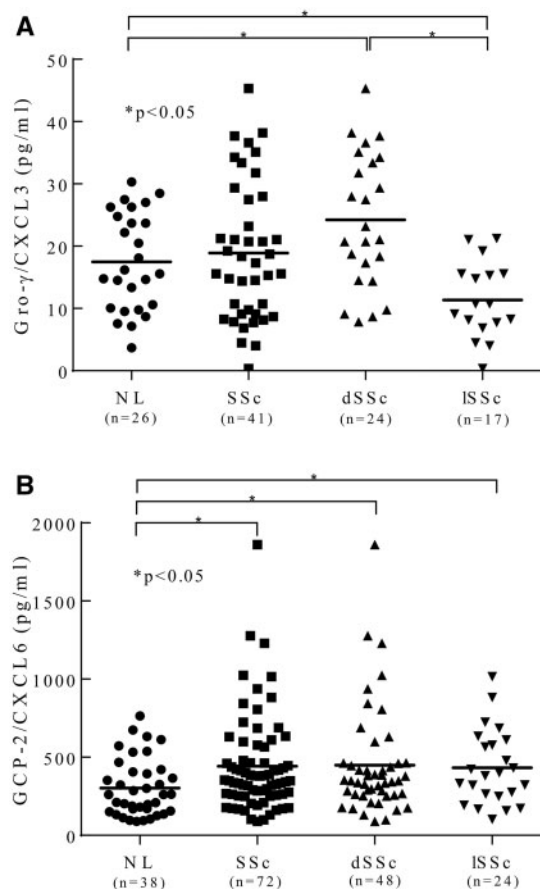 A
*
*
*
50
40
30
20
10
0
Gro-γ/CXCL3 (pg/ml)
*p<0.05
NL
SSc
dSSc
lSSc
(n=26)
(n=41)
(n=24)
(n=17)
B
*
*
*
2000
1500
1000
500
0
GCP-2/CXCL6 (pg/ml)
*p<0.05
NL
SSc
dSSc
lSSc
(n=38)
(n=72)
(n=48)
(n=24)